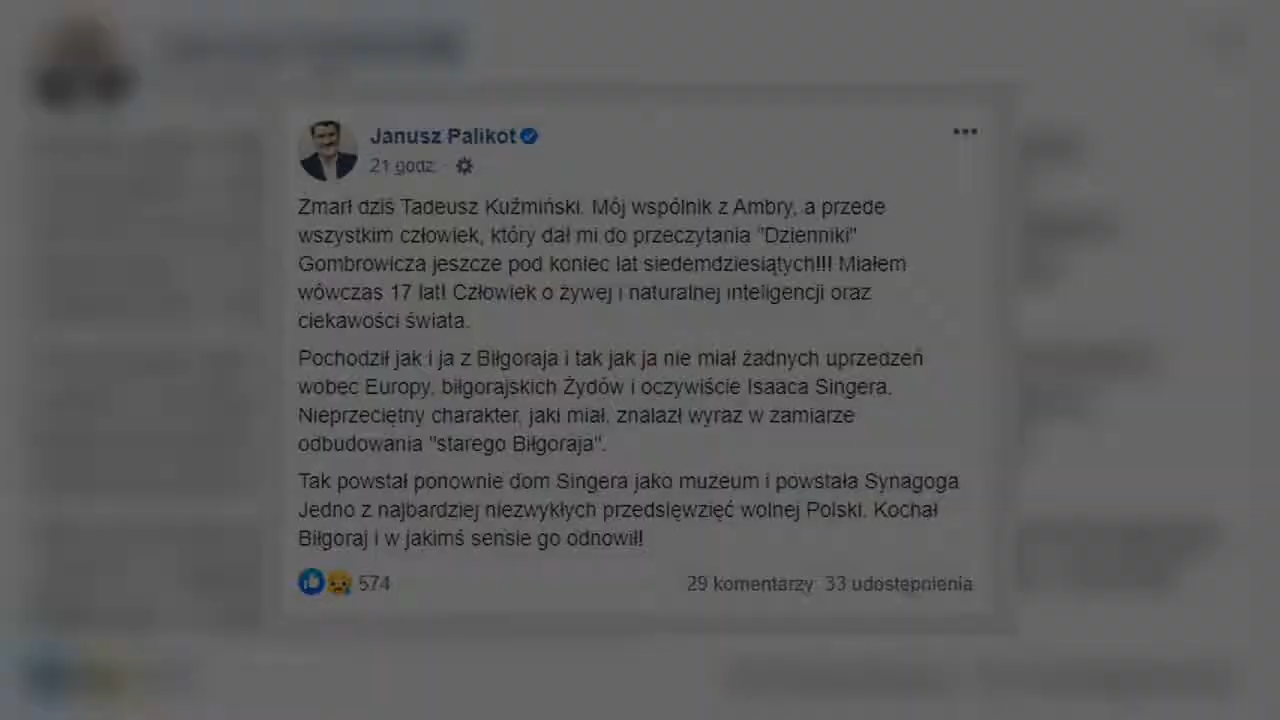 Janusz Palikot
21 godz. ·
Zmarł dziś Tadeusz Kuźmiński. Mój wspólnik z Ambry, a przede
wszystkim człowiek, który dał mi do przeczytania "Dzienniki"
Gombrowicza jeszcze pod koniec lat siedemdziesiątych!!! Miałem
wówczas 17 lat! Człowiek o żywej i naturalnej inteligencji oraz
ciekawości świata.
Pochodził jak i ja z Biłgoraja i tak jak ja nie miał żadnych uprzedzeń
wobec Europy, biłgorajskich Żydów i oczywiście Isaaca Singera.
Nieprzeciętny charakter, jaki miał, znalazł wyraz w zamiarze
odbudowania "starego Biłgoraja".
Tak powstał ponownie dom Singera jako muzeum i powstała Synagoga
Jedno z najbardziej niezwykłych przedsięwzięć wolnej Polski. Kochał
Biłgoraj i w jakimś sensie go odnowił!
574
29 komentarzy 33 udostępnienia